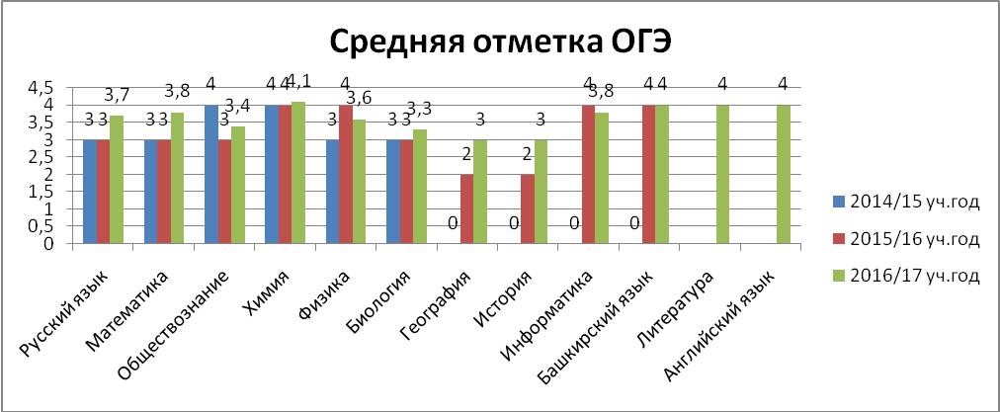 Средняя отметка ОГЭ
4,5
4
3,5
3
2,5
2
1,5
1
0,5
0
3 3 3,7
3 3 3,8
4 3 3,4
4 4 4,1
3 4 3,6
3 3 3,3
0 2 3
0 2 3
0 4 3,8
0 4 4
4
4
Русский язык
Математика
Обществознание
Химия
Физика
Биология
География
История
Информатика
Башкирский язык
Литература
Английский язык
2014/15 уч.год
2015/16 уч.год
2016/17 уч.год